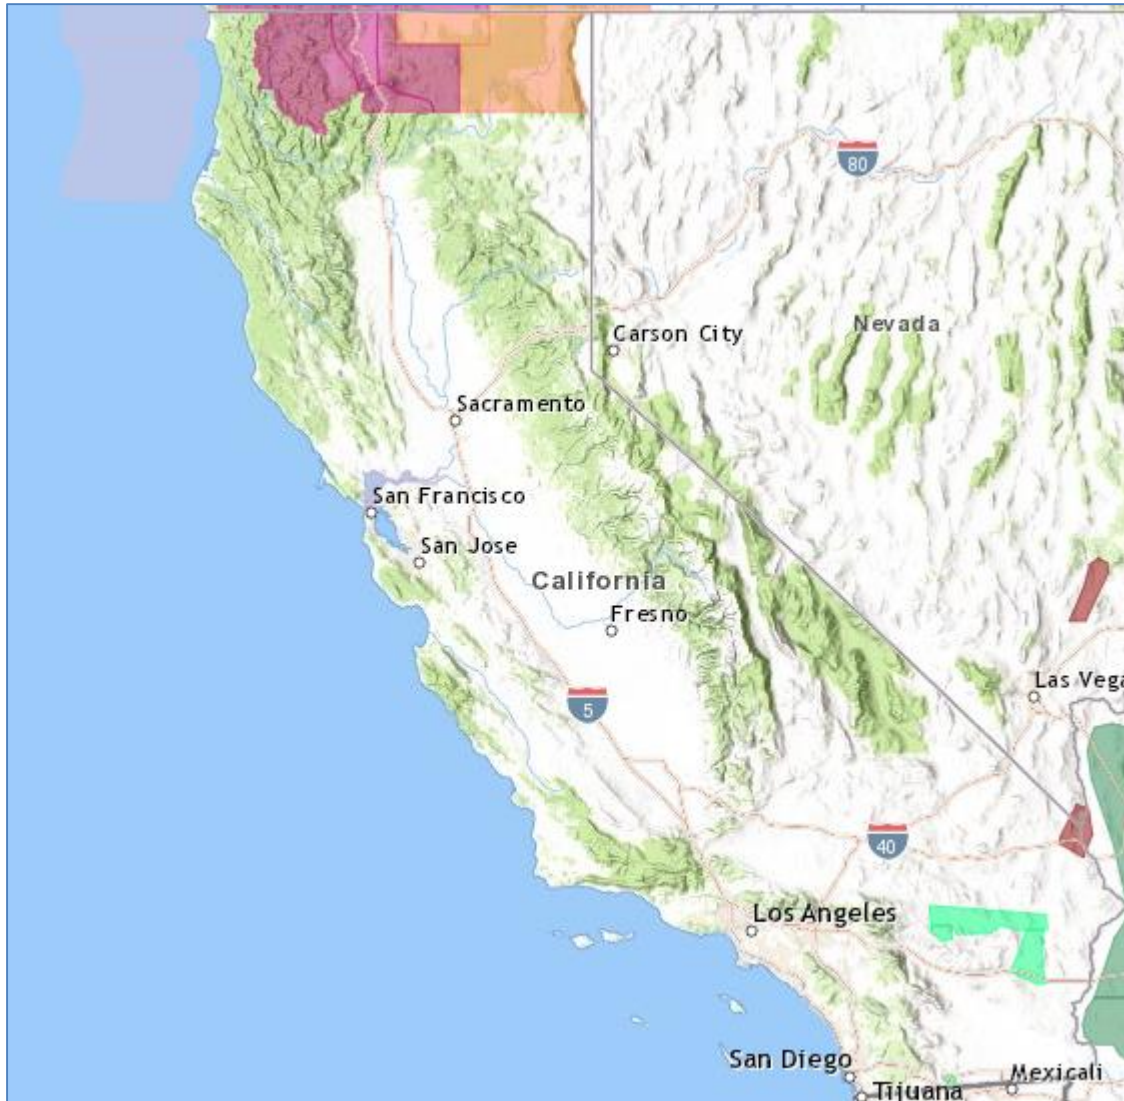 80
Nevada
Carson City
Sacramento
San Francisco
San Jose
California
Fresno
Las Vega
5
40
Los Angeles
San Diego
Mexicali
Tijuana